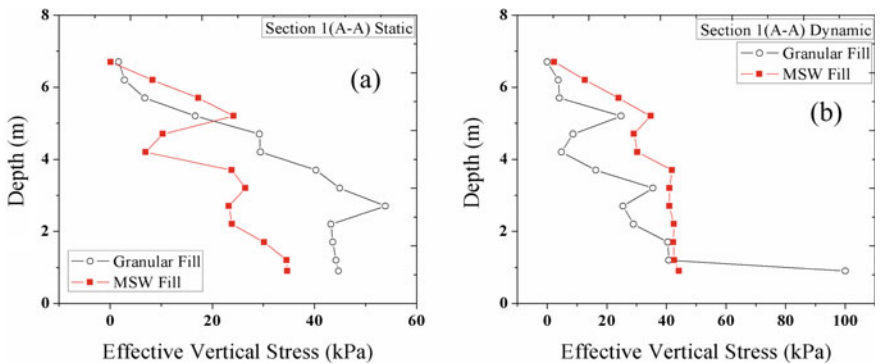 Section 1(A-A) Static
(a)
8
6
4
2
0
Depth (m)
Granular Fill
MSW Fill
0 20 40 60
Effective Vertical Stress (kPa)
Section 1(A-A) Dynamic
Granular Fill
MSW Fill
(b)
8
6
4
2
0
Depth (m)
0 20 40 60 80 100
Effective Vertical Stress (kPa)